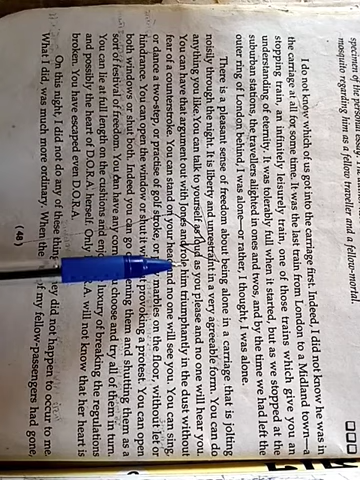 specimen of the
mosquito regarding him as a fellow traveller and a fellow-mortal.
I do not know which of us got into the carriage first. Indeed, I did not know he was in
the carriage at all for some time. It was the last train from London to a Midland town—a
stopping train, an infinitely leisurely train, one of those trains which give you an
understanding of eternity. It was tolerably full when it started, but as we stopped at the
suburban stations, the travellers alighted in ones and twos, and by the time we had left the
outer ring of London behind, I was alone—or rather, I thought, I was alone.
There is a pleasant sense of freedom about being alone in a carriage that is jolting
noisily through the night. It is liberty and unrestraint in a very agreeable form. You can do
anything you like. You can talk to yourself as loud as you please and no one will hear you.
You can have that argument out with Jones and role him triumphantly in the dust without
fear of a counterstroke. You can stand on your head and no one will see you. You can sing,
or dance a two-step, or practise of golf stroke, or marbles on the floor, without let or
hindrance. You can open the window or shut it provoking a protest. You can open
both windows or shut both. Indeed you can go ening them and shutting them as a
sort of festival of freedom. You can have any com choose and try all of them in turn.
You can lie at full length on the cushions and enjo luxury of breaking the regulations
and possibly the heart of D.O.R.A. herself. Only A. will not know that her heart is
broken. You have escaped even D.O.R.A.
On this night, I did not do any of these thin ey did not happen to occur to me.
What I did was much more ordinary. When the of my fellow-passengers had gone,
(48)